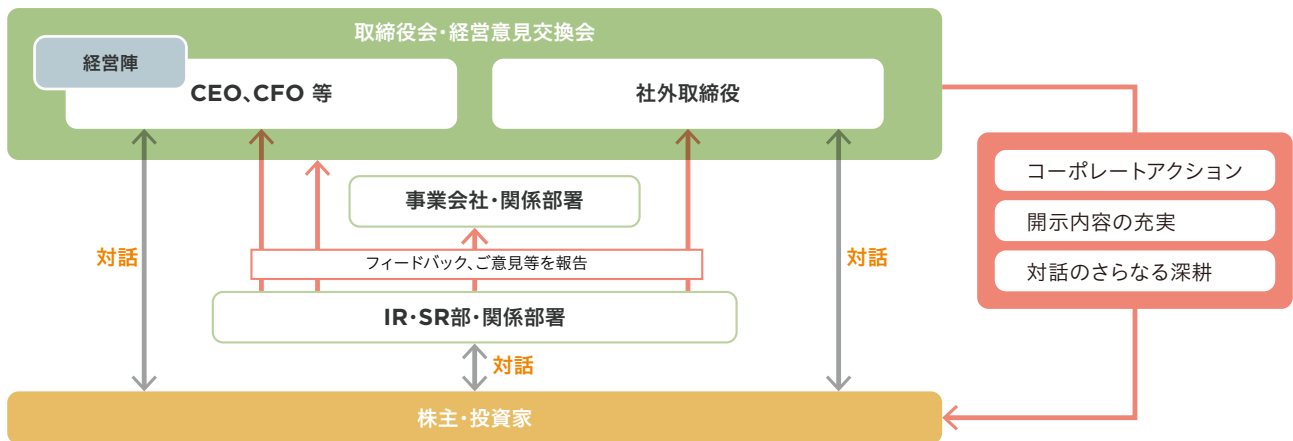 取締役会・経営意見交換会
経営陣
CEO、CFO 等
社外取締役
コーポレートアクション
開示内容の充実
対話のさらなる深耕
事業会社・関係部署
対話
フィードバック、ご意見等を報告
対話
IR・SR部・関係部署
対話
株主・投資家